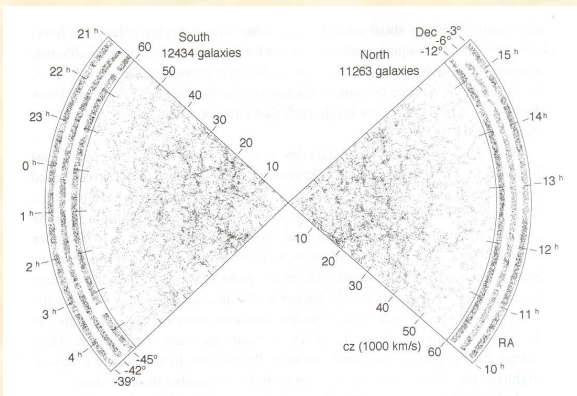 South
12434 galaxies
North
11263 galaxies
Dec
-3°
-6°
-12°
21 h
22 h
23 h
0 h
1 h
2 h
3 h
4 h
-45°
-42°
-39°
60
50
40
30
20
10
10
20
30
40
50
60
cz (1000 km/s)
15 h
14 h
13 h
12 h
11 h
10 h
RA